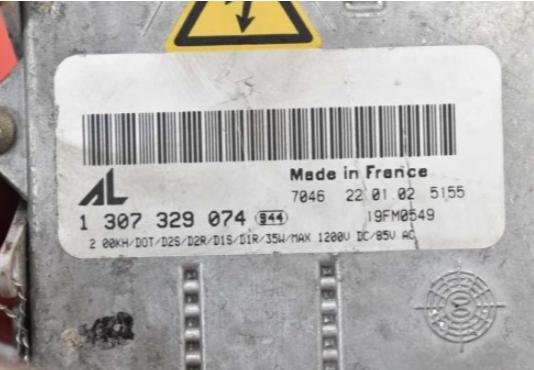 Made in France
AL
7046 22 01 02 5155
1 307 329 074 944 19FM0549
2 00KH/DOT/D2S/D2R/D1S/D1R/35W/MAX 1200V DC/85V AC